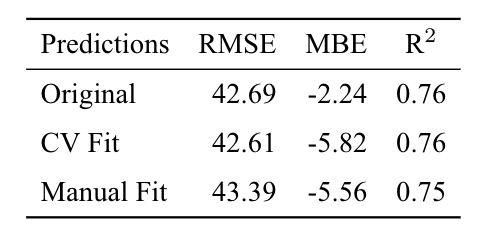 Predictions RMSE MBE R²
Original 42.69 -2.24 0.76
CV Fit 42.61 -5.82 0.76
Manual Fit 43.39 -5.56 0.75